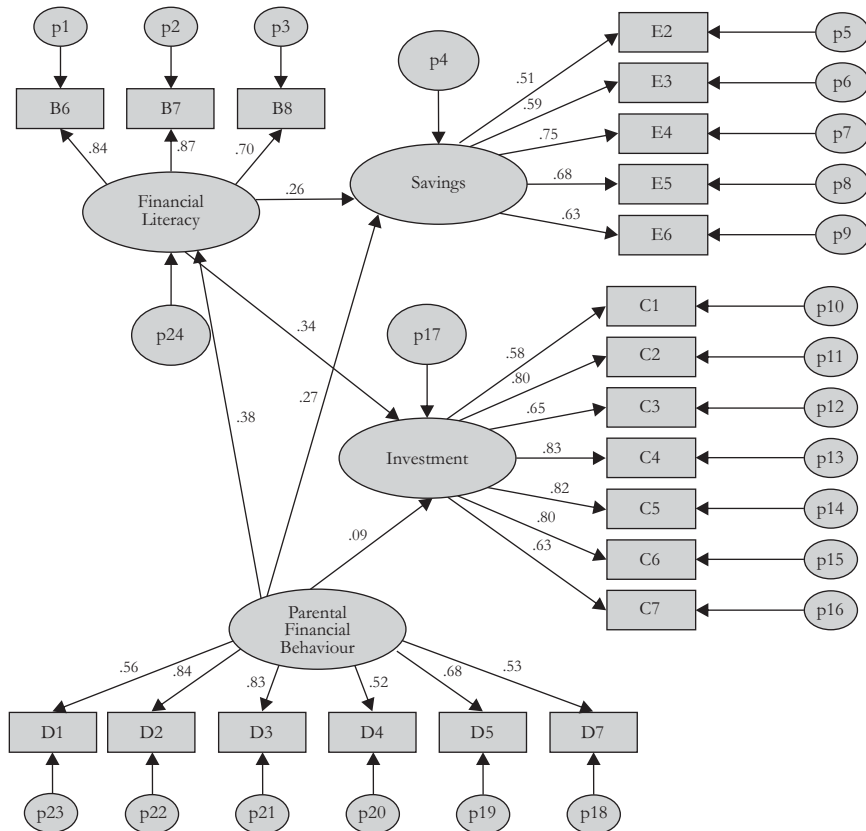 p1
p2
p3
B6
B7
B8
.84
.87
.70
Financial
Literacy
p24
.26
p4
Savings
.51
.59
.75
.68
.63
E2
E3
E4
E5
E6
p5
p6
p7
p8
p9
.34
.38
.27
.09
p17
Investment
.58
.80
.65
.83
.82
.80
.63
C1
C2
C3
C4
C5
C6
C7
p10
p11
p12
p13
p14
p15
p16
Parental
Financial
Behaviour
.56
.84
.83
.52
.68
.53
D1
D2
D3
D4
D5
D7
p23
p22
p21
p20
p19
p18